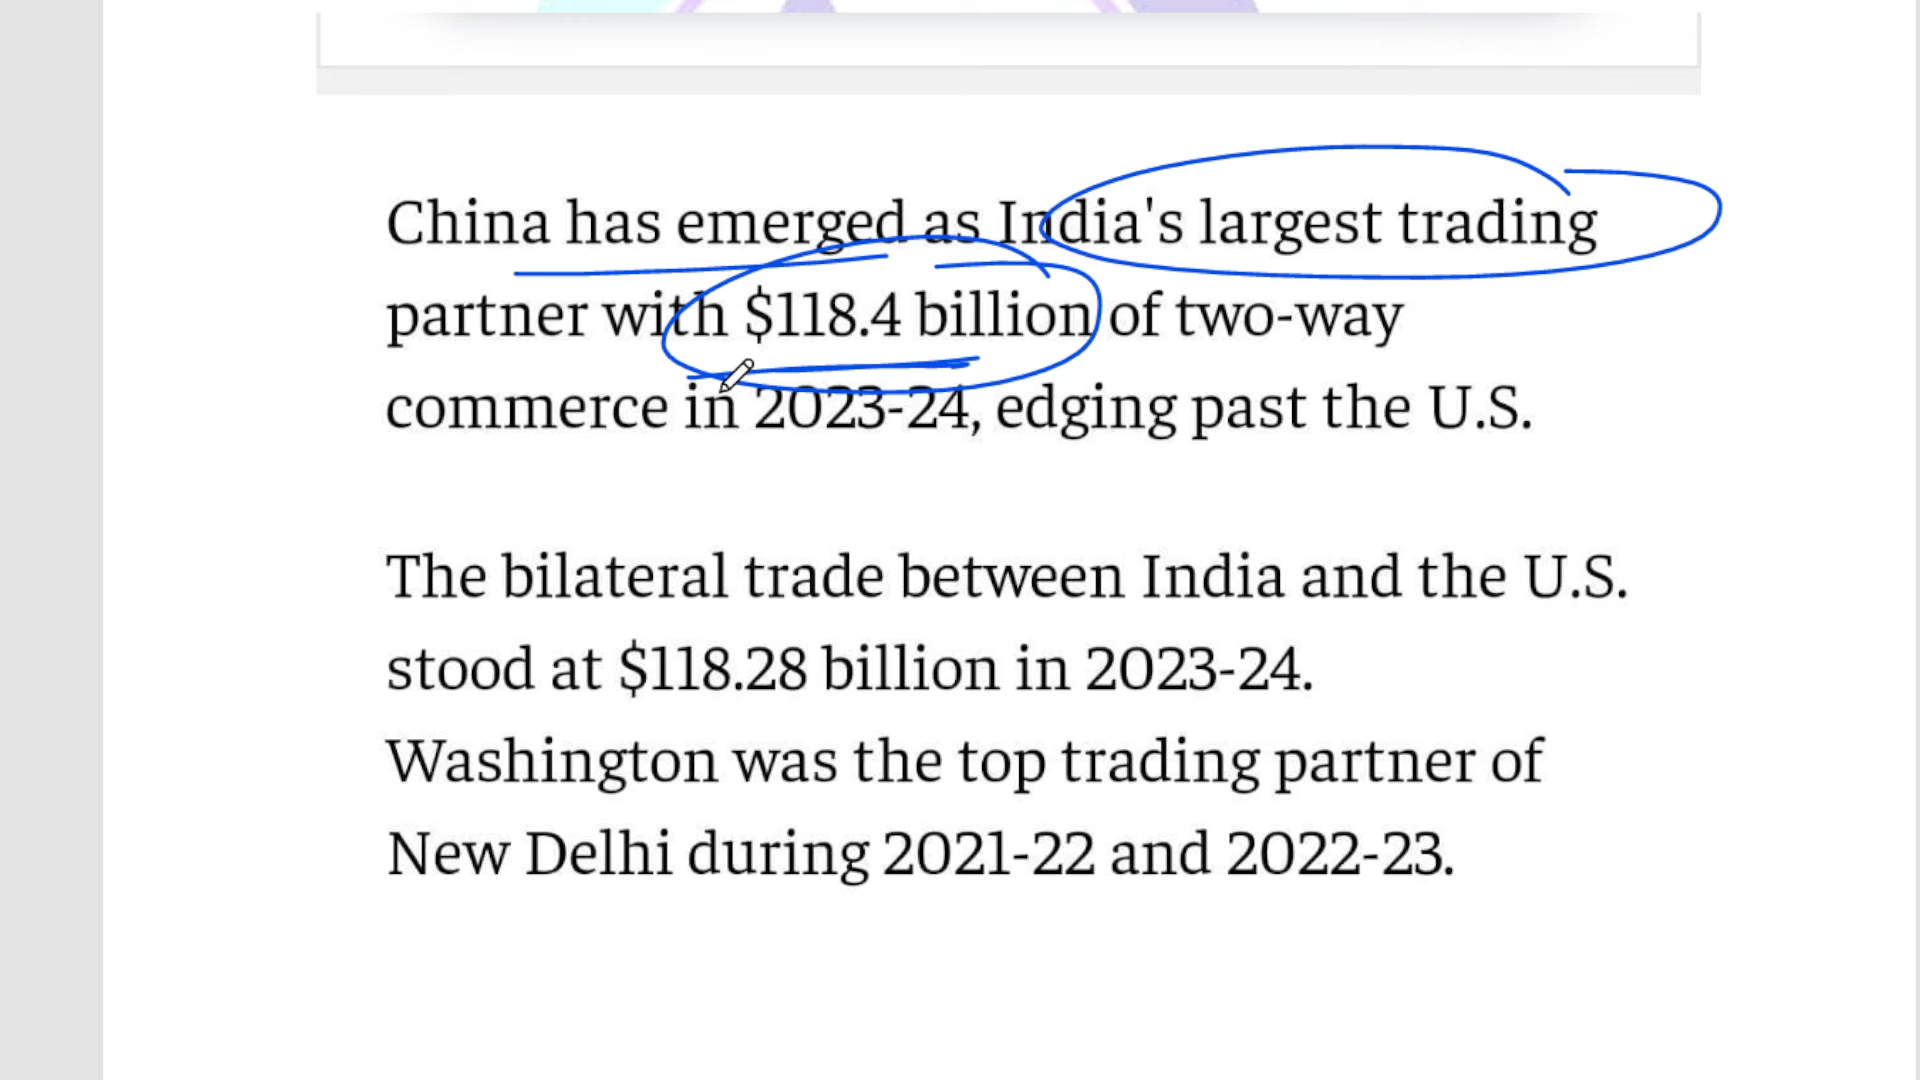 China has emerged as India's largest trading
partner with $118.4 billion of two-way
commerce in 2023-24, edging past the U.S.
The bilateral trade between India and the U.S.
stood at $118.28 billion in 2023-24.
Washington was the top trading partner of
New Delhi during 2021-22 and 2022-23.